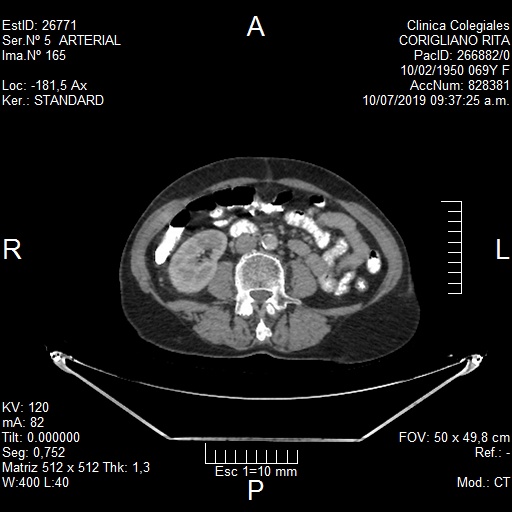 EstID: 26771
Ser.Nº 5 ARTERIAL
Ima.Nº 165
Loc: -181,5 Ax
Ker.: STANDARD
A
Clinica Colegiales
CORIGLIANO RITA
PacID: 266882/0
10/02/1950 069Y F
AccNum: 828381
10/07/2019 09:37:25 a.m.
R
L
KV: 120
mA: 82
Tilt: 0.000000
Seg: 0,752
Matriz 512 x 512 Thk: 1,3
W:400 L:40
Esc 1=10 mm
P
FOV: 50 x 49,8 cm
Ref.: -
Mod.: CT